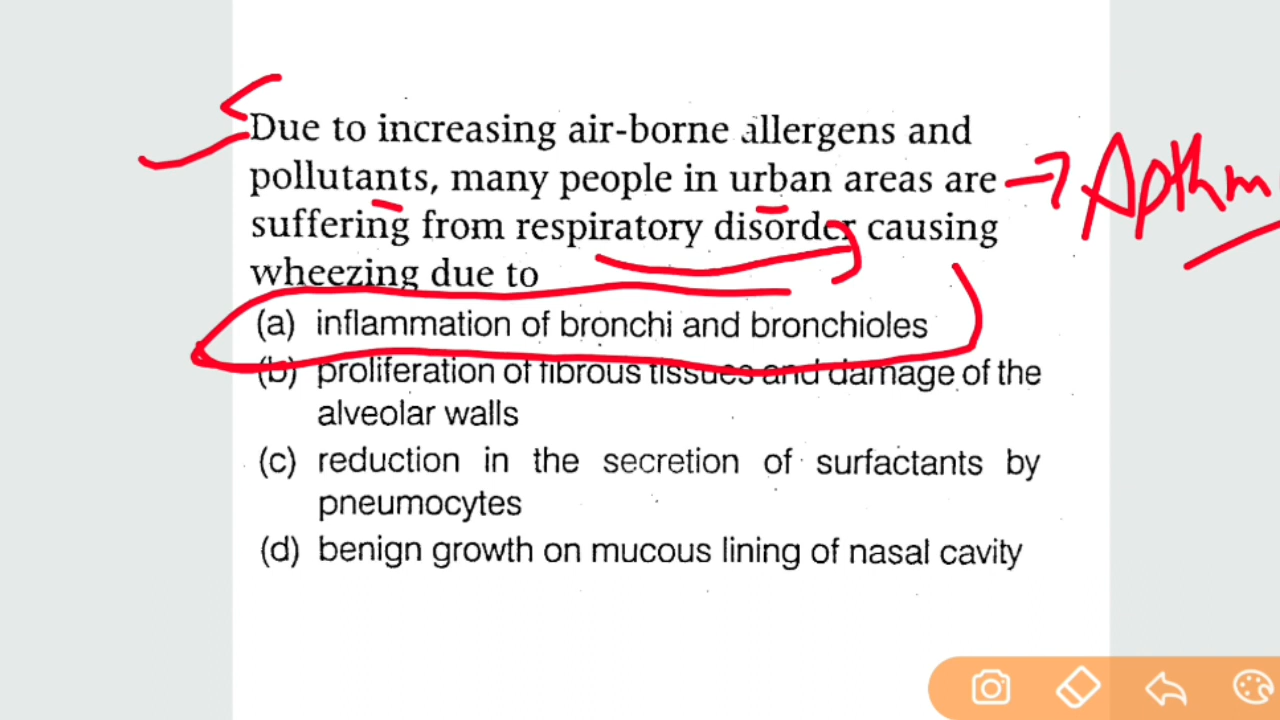 Due to increasing air-borne allergens and
pollutants, many people in urban areas are
suffering from respiratory disorder causing
wheezing due to
(a) inflammation of bronchi and bronchioles
(b) proliferation of fibrous tissues and damage of the
alveolar walls
(c) reduction in the secretion of surfactants by
pneumocytes
(d) benign growth on mucous lining of nasal cavity